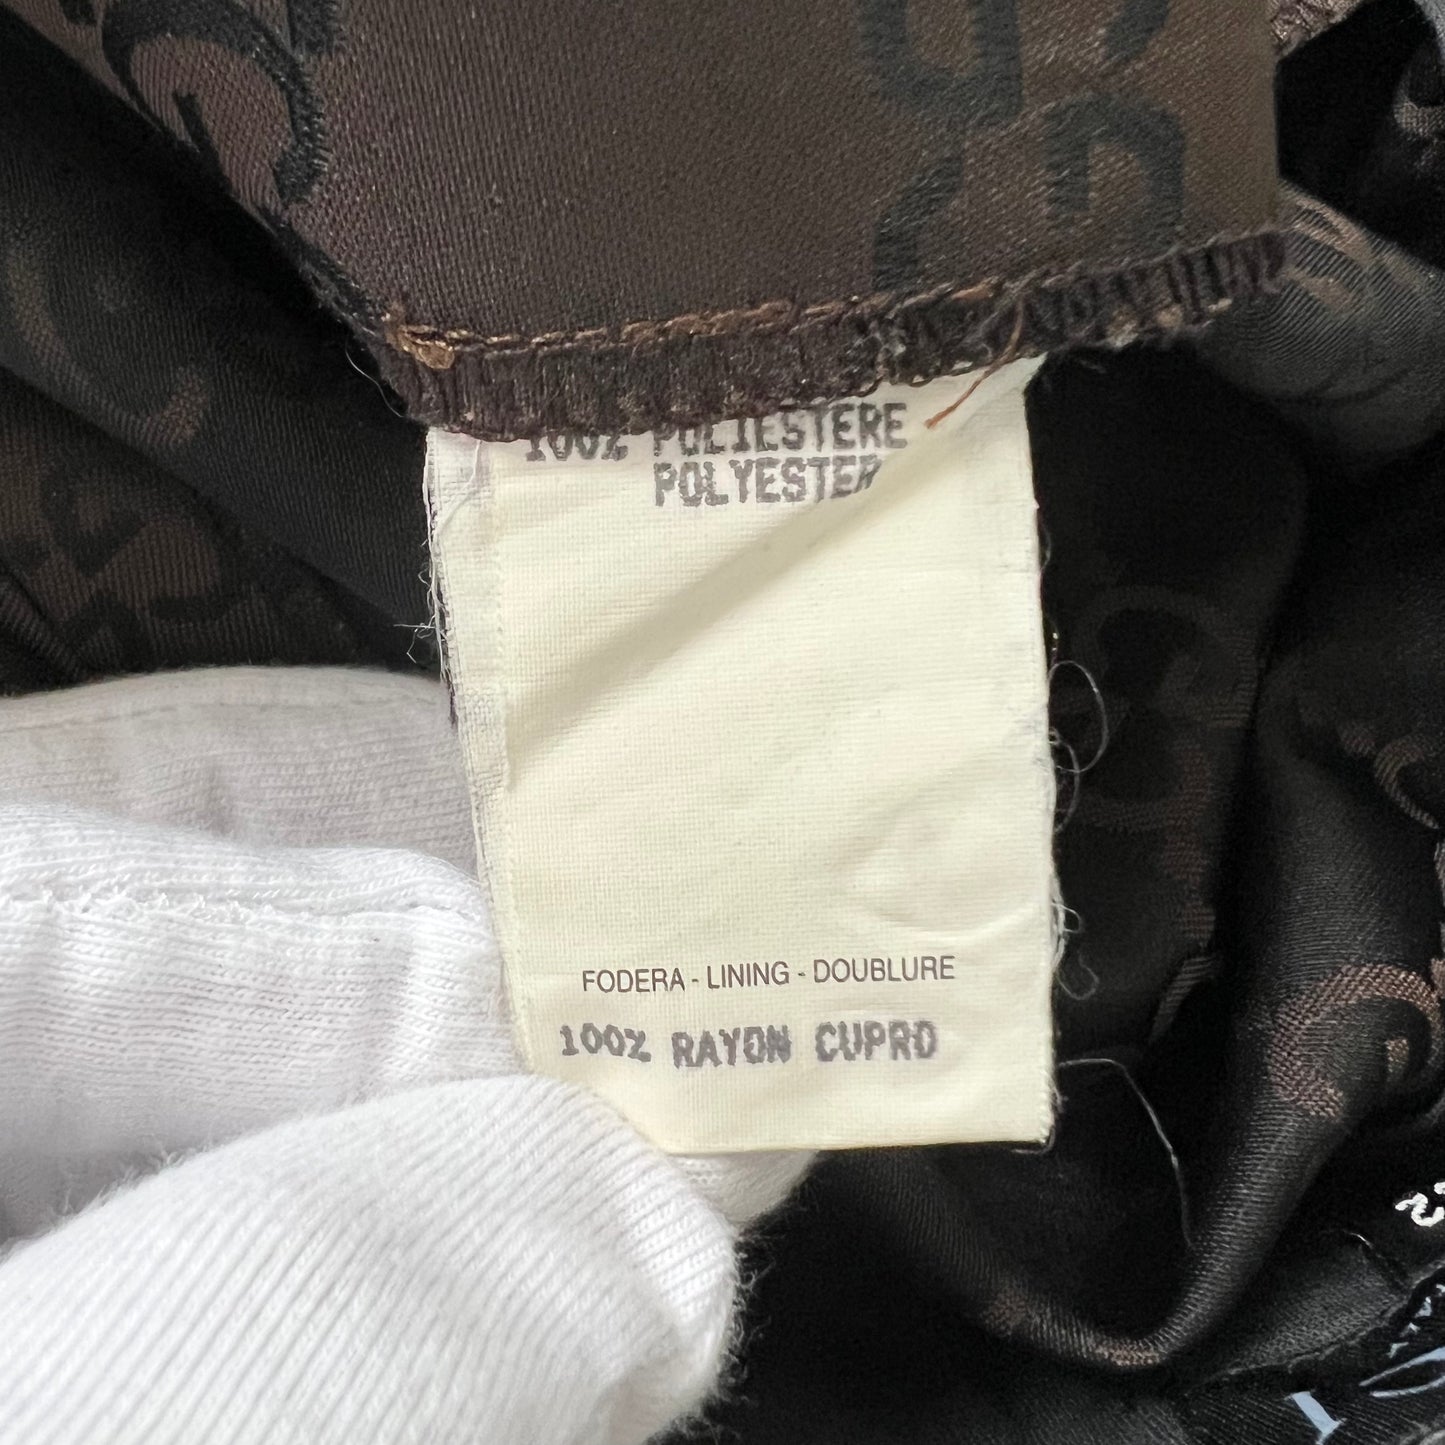 100% POLIESTERE
POLYESTER
FODERA - LINING - DOUBLURE
100% RAYON CUPRO